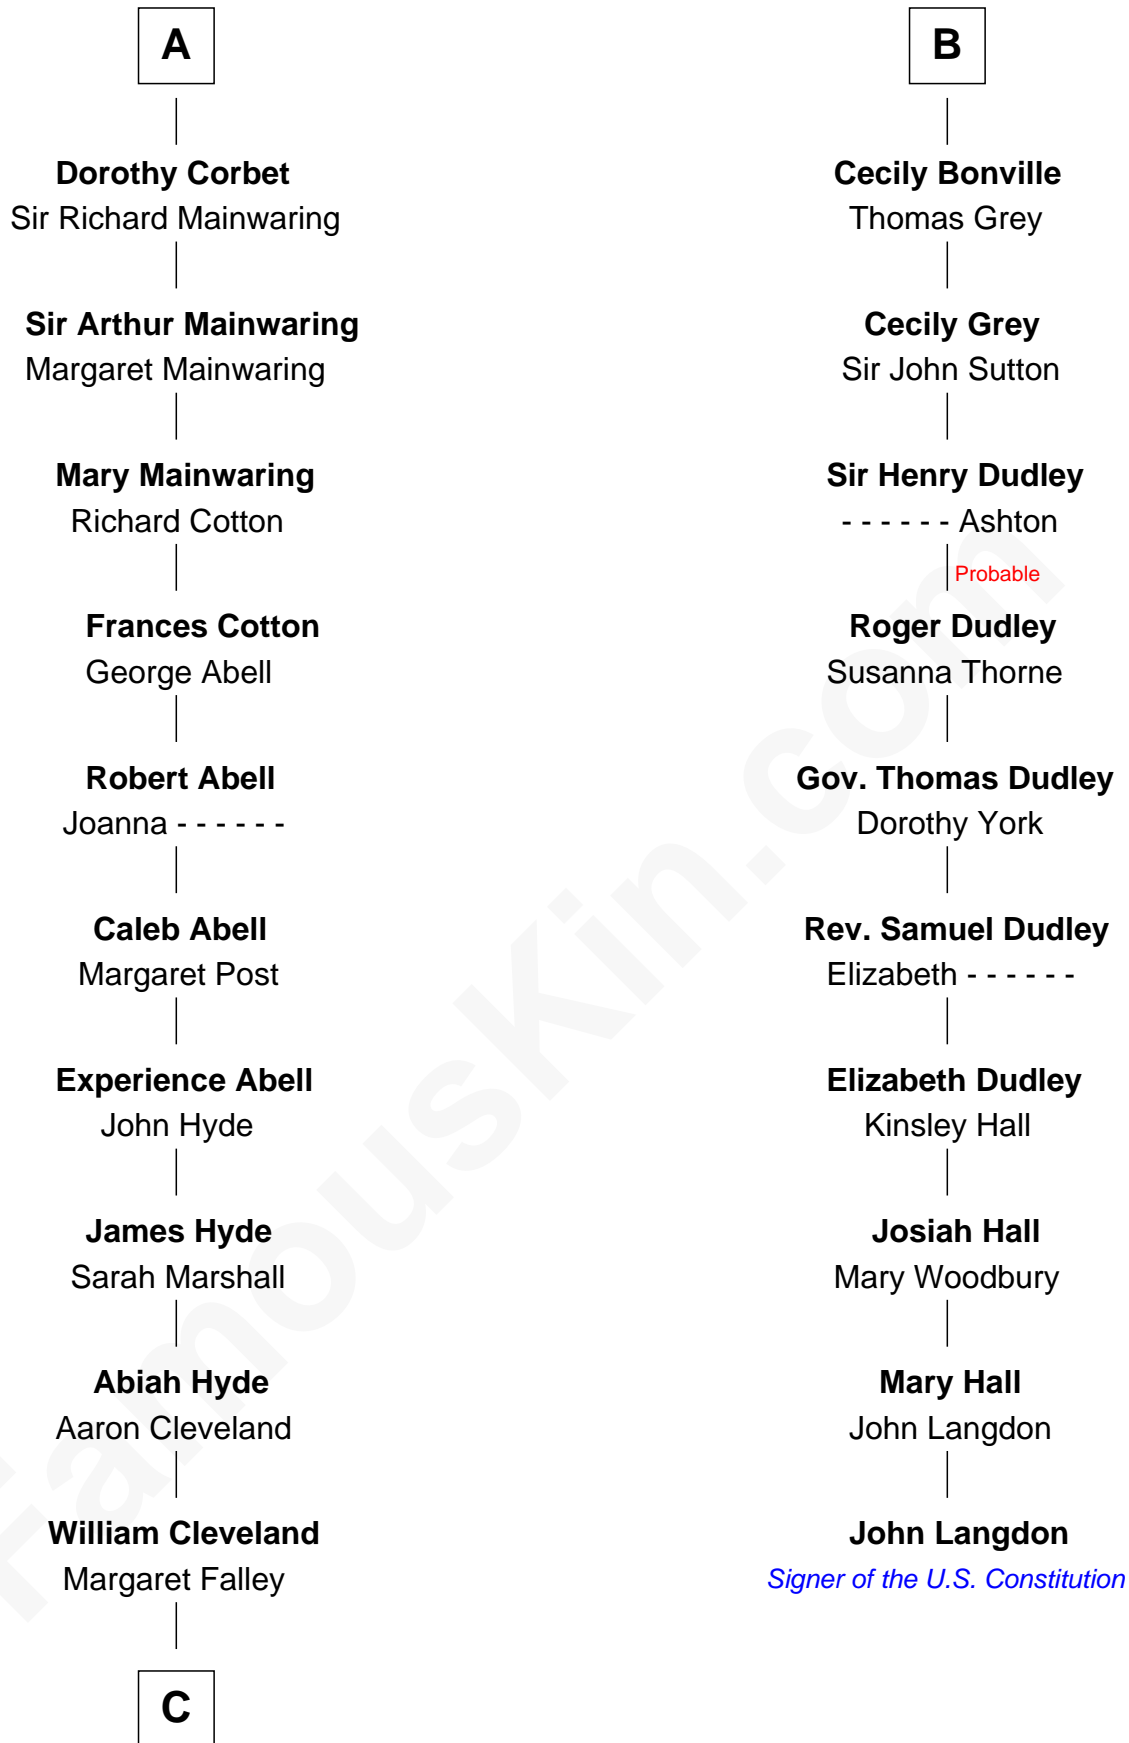 A
Dorothy Corbet
Sir Richard Mainwaring
Sir Arthur Mainwaring
Margaret Mainwaring
Mary Mainwaring
Richard Cotton
Frances Cotton
George Abell
Robert Abell
Joanna - - - - - -
Caleb Abell
Margaret Post
Experience Abell
John Hyde
James Hyde
Sarah Marshall
Abiah Hyde
Aaron Cleveland
William Cleveland
Margaret Falley
C
B
Cecily Bonville
Thomas Grey
Cecily Grey
Sir John Sutton
Sir Henry Dudley
- - - - - - Ashton
Probable
Roger Dudley
Susanna Thorne
Gov. Thomas Dudley
Dorothy York
Rev. Samuel Dudley
Elizabeth - - - - - -
Elizabeth Dudley
Kinsley Hall
Josiah Hall
Mary Woodbury
Mary Hall
John Langdon
John Langdon
Signer of the U.S. Constitution
FamousKin.com